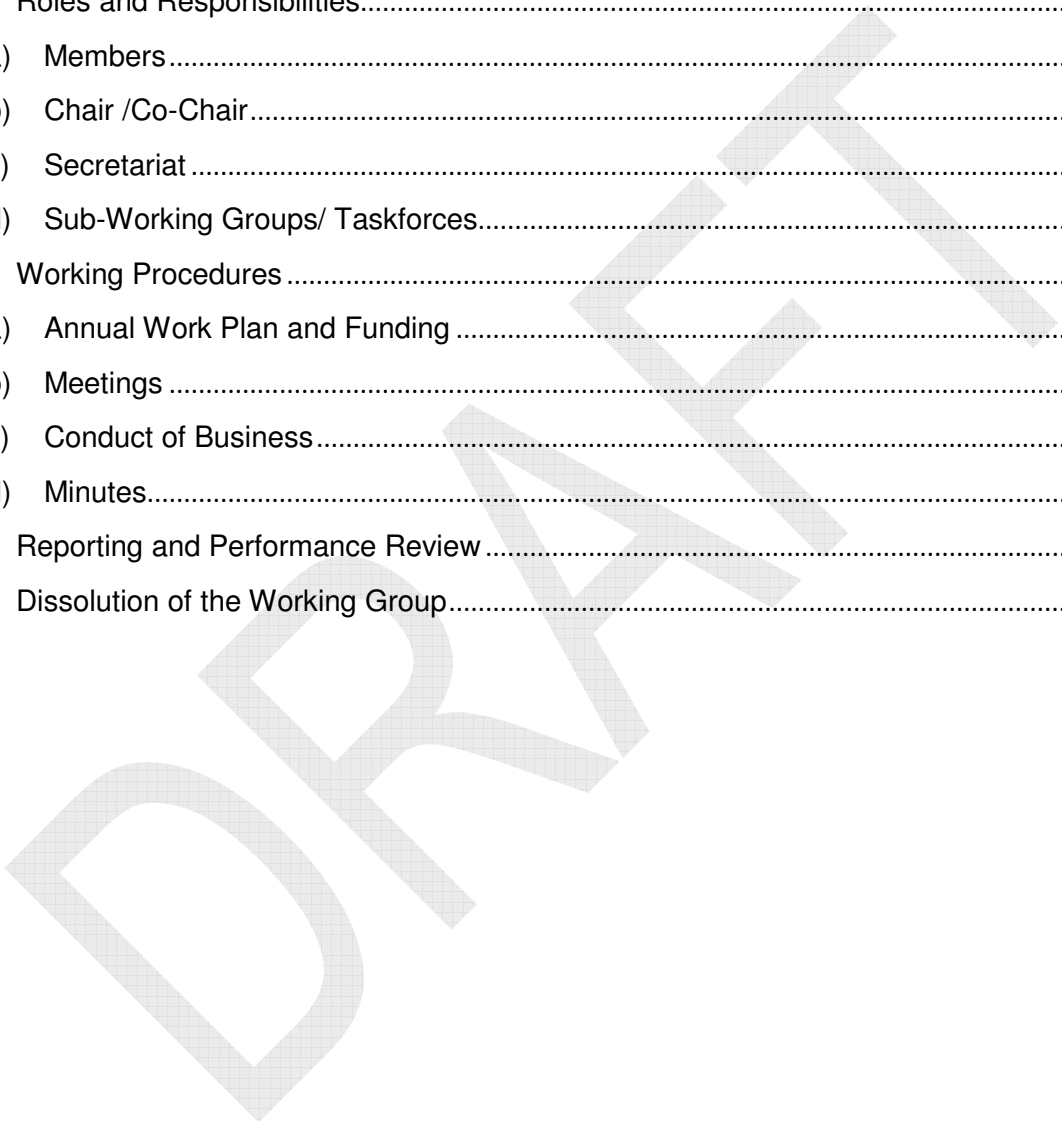 Roles and Responsibilities
) Members
) Chair /Co-Chair
) Secretariat
) Sub-Working Groups/ Taskforces
Working Procedures
) Annual Work Plan and Funding
) Meetings
) Conduct of Business
) Minutes
Reporting and Performance Review
Dissolution of the Working Group
DRAFT